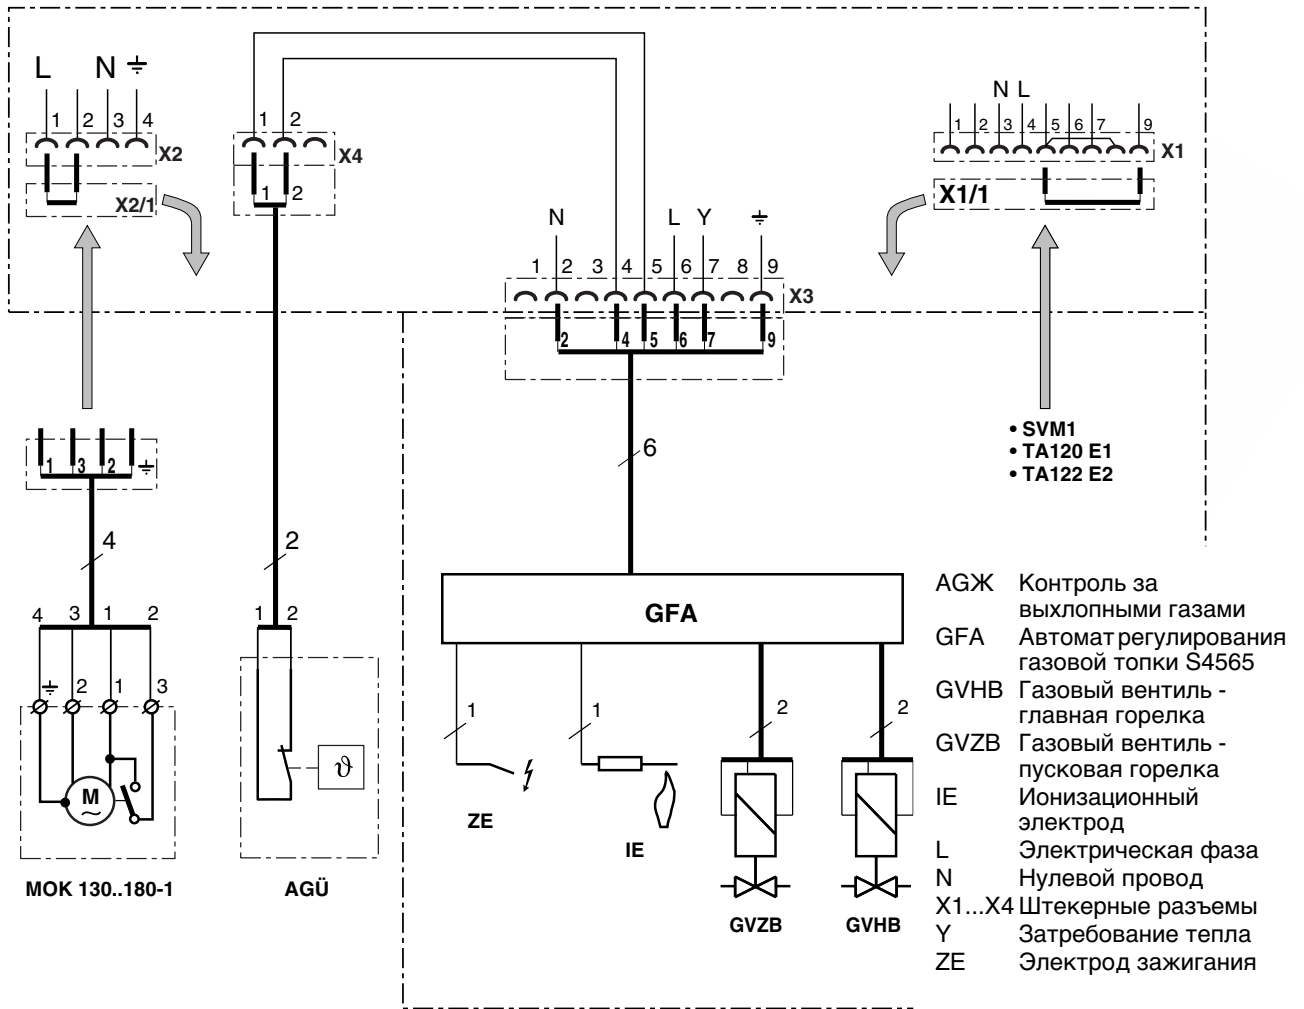 L N
1 2 3 4
X2
X2/1
1 2
X4
1 2
N L
1 2 3 4 5 6 7 9
X1
X1/1
N L Y
1 2 3 4 5 6 7 8 9
X3
2 4 5 6 7 9
• SVM1
• TA120 E1
• TA122 E2
6
1 3 2
4
2
4 3 1 2
1 2
2 1 3
M
~
ϑ
MOK 130..180-1
AGÜ
GFA
1 1 2 2
ZE
IE
GVZB
GVHB
AGЖ Контроль за
выхлопными газами
GFA Автомат регулирования
газовой топки S4565
GVHB Газовый вентиль -
главная горелка
GVZB Газовый вентиль -
пусковая горелка
IE Ионизационный
электрод
L Электрическая фаза
N Нулевой провод
X1...X4 Штекерные разъемы
Y Затребование тепла
ZE Электрод зажигания